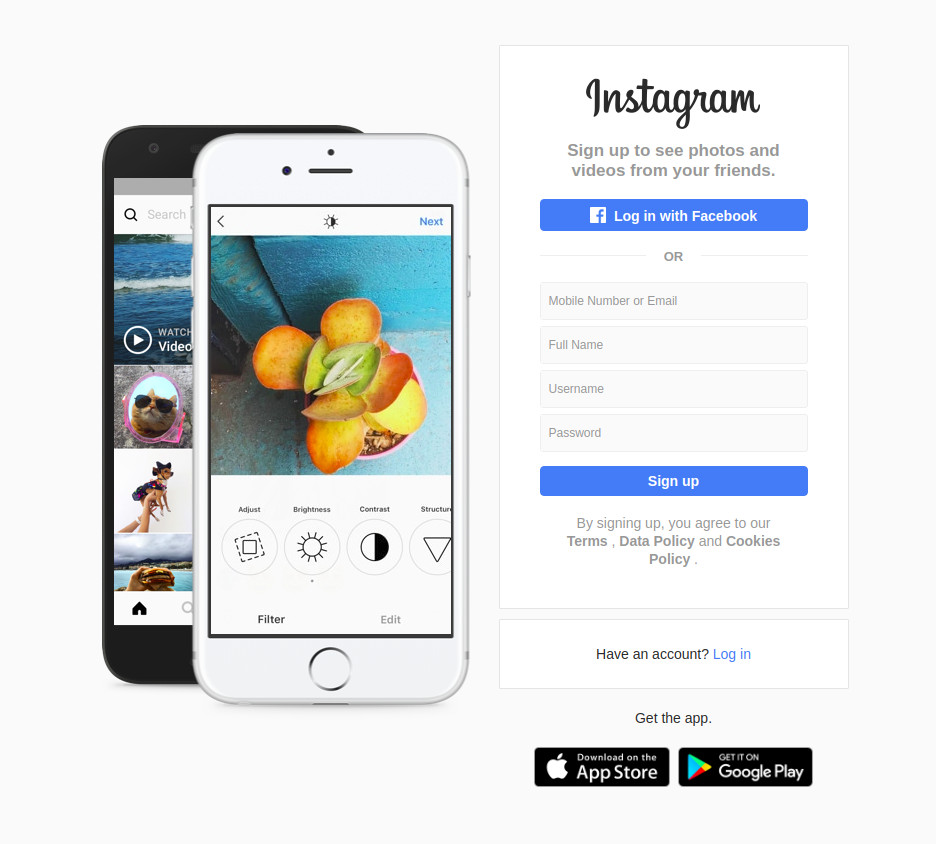 Instagram
Sign up to see photos and
videos from your friends.
Log in with Facebook
OR
Mobile Number or Email
Full Name
Username
Password
Sign up
By signing up, you agree to our
Terms , Data Policy and Cookies
Policy .
Have an account? Log in
Get the app.
Download on the
App Store
GET IT ON
Google Play
Search
WATCH
Video
Next
Adjust
Brightness
Contrast
Structure
Filter
Edit